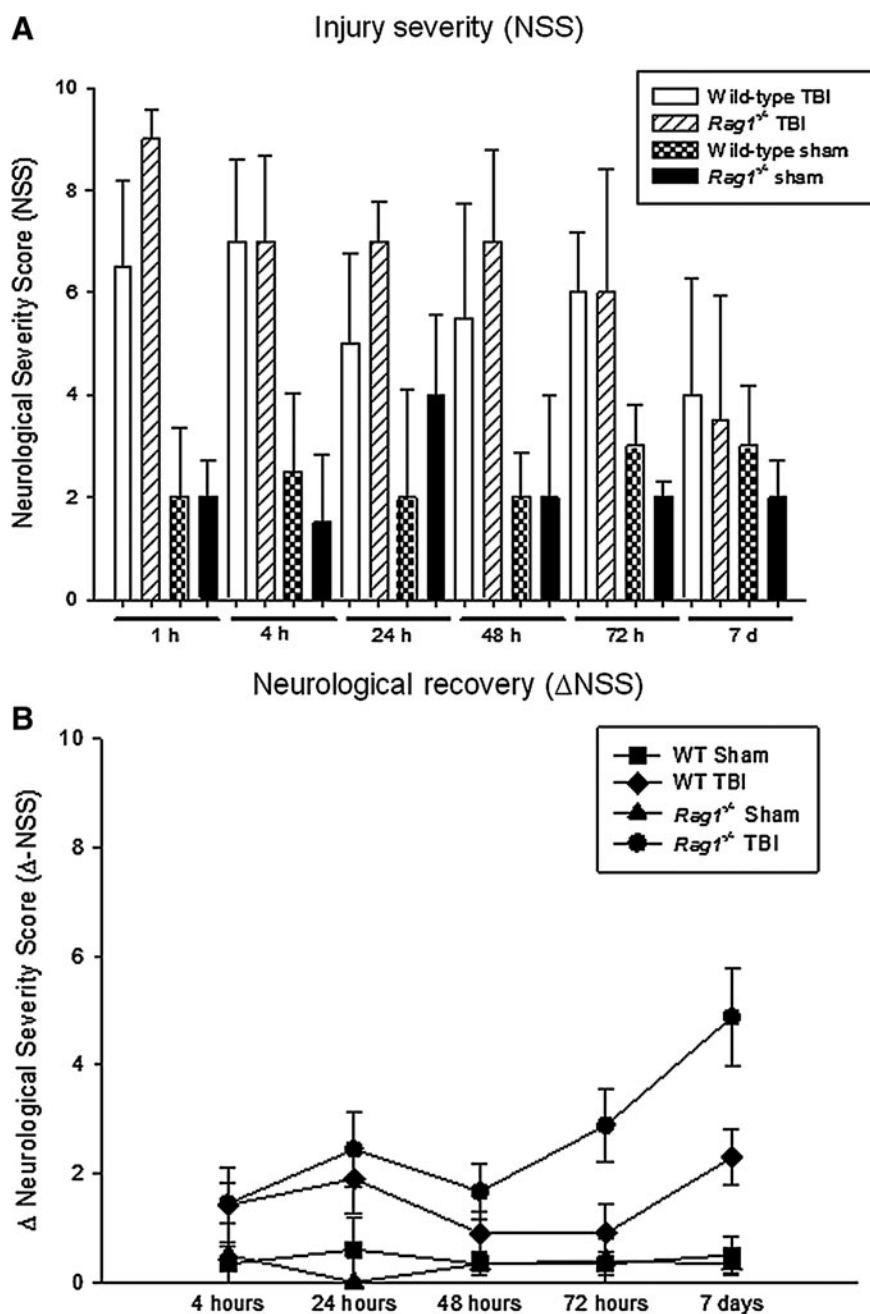 A
Injury severity (NSS)
Neurological Severity Score (NSS)
10
8
6
4
2
0
Wild-type TBI
Rag1-/- TBI
Wild-type sham
Rag1-/- sham
1 h
4 h
24 h
48 h
72 h
7 d
Neurological recovery (ΔNSS)
B
Δ Neurological Severity Score (Δ-NSS)
10
8
6
4
2
0
WT Sham
WT TBI
Rag1-/- Sham
Rag1-/- TBI
4 hours
24 hours
48 hours
72 hours
7 days